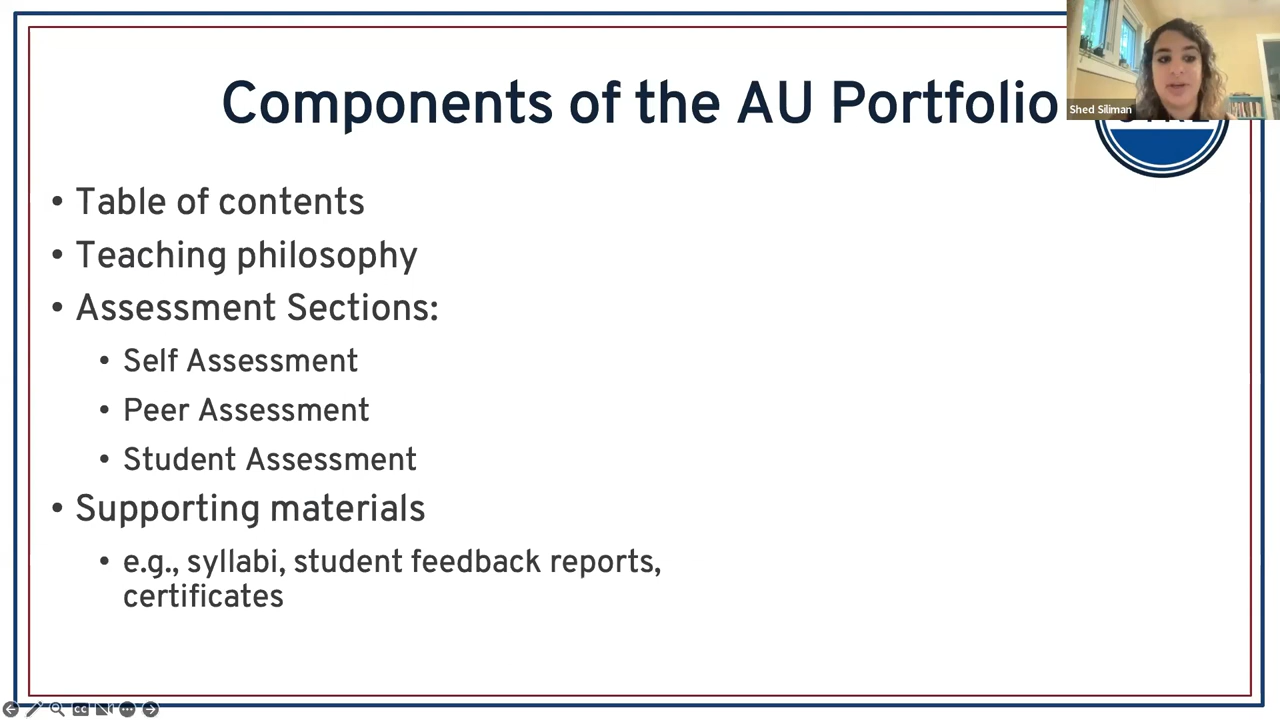 Components of the AU Portfolio
Shed Siliman
• Table of contents
• Teaching philosophy
• Assessment Sections:
• Self Assessment
• Peer Assessment
• Student Assessment
• Supporting materials
• e.g., syllabi, student feedback reports,
certificates
CC